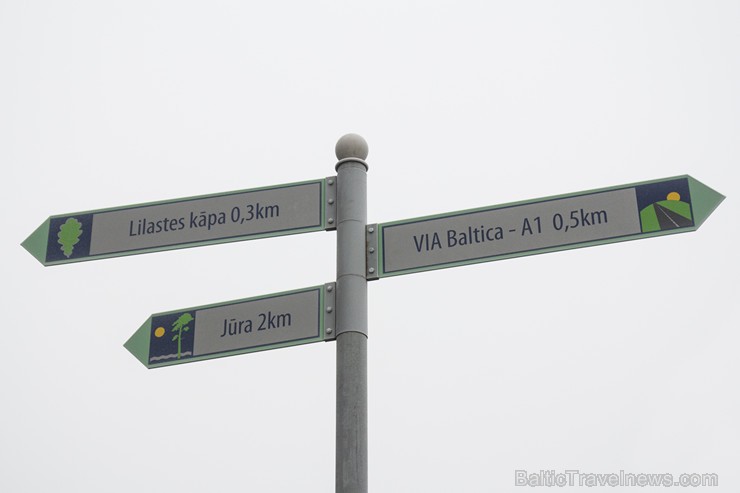 Lilastes kāpa 0,3km
VIA Baltica - A1 0,5km
Jūra 2km
BalticTravelnews.com